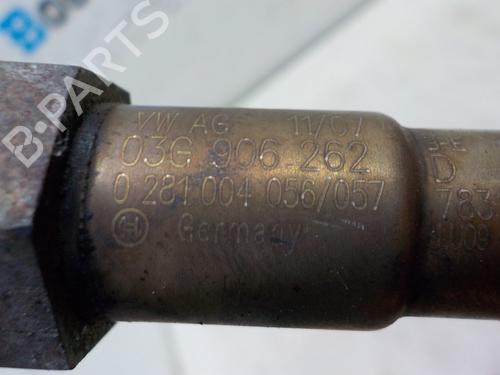 B-PARTS
VW AG 11/07
03G 906 262
0 281 004 056/057
Germany
D
783